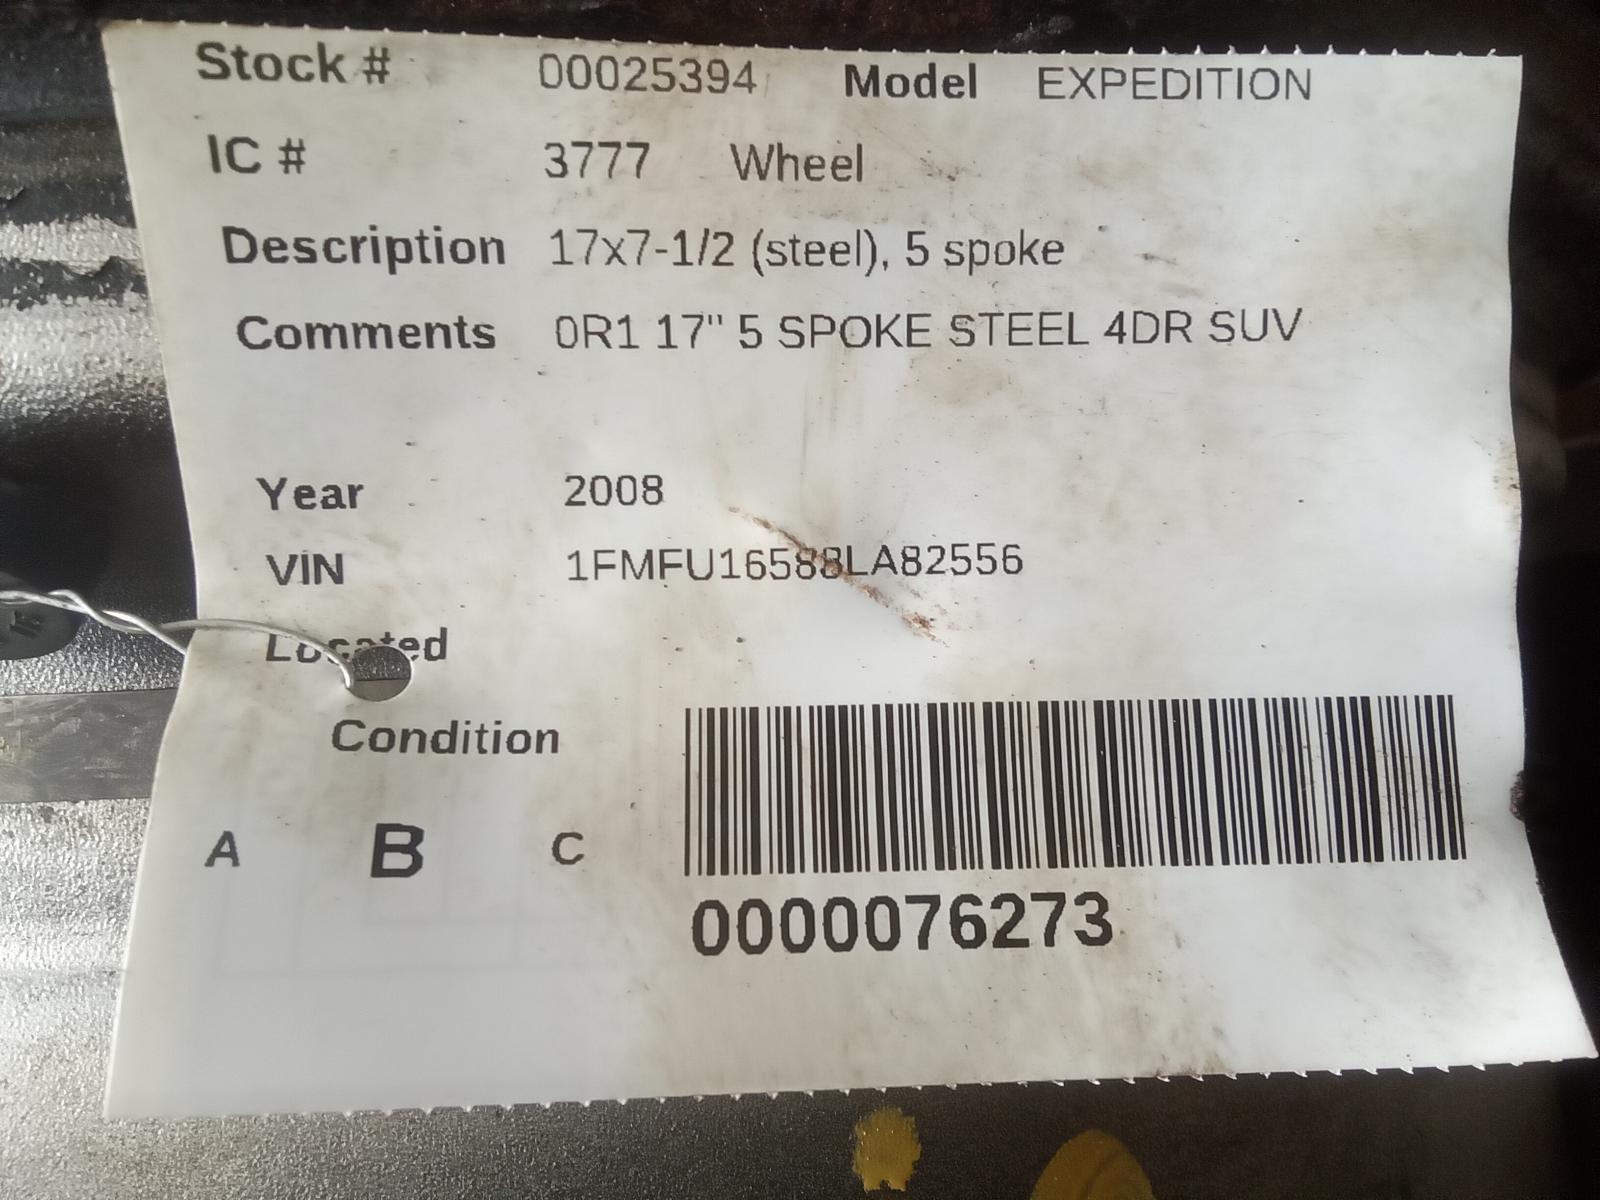 Stock # 00025394 Model EXPEDITION
IC # 3777 Wheel
Description 17x7-1/2 (steel), 5 spoke
Comments 0R1 17" 5 SPOKE STEEL 4DR SUV
Year 2008
VIN 1FMFU16588LA82556
Located
Condition
A B C
0000076273